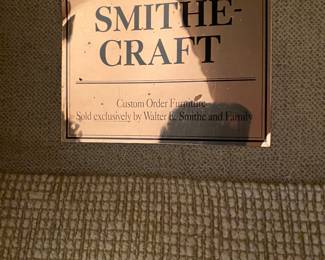 SMITHE-
CRAFT
Custom Order Furniture
Sold exclusively by Walter E. Smithe and Family